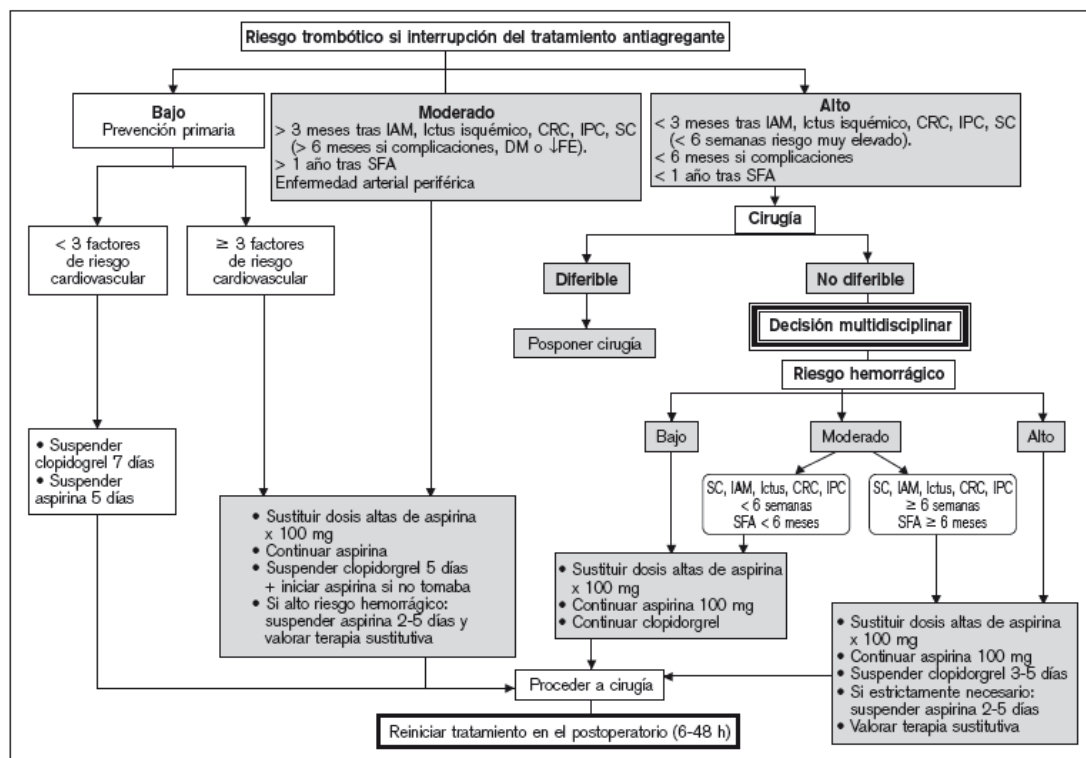 Riesgo trombótico si interrupción del tratamiento antiagregante
Bajo
Prevención primaria
Moderado
> 3 meses tras IAM, Ictus isquémico, CRC, IPC, SC
(> 6 meses si complicaciones, DM o ↓FE).
> 1 año tras SFA
Enfermedad arterial periférica
Alto
< 3 meses tras IAM, Ictus isquémico, CRC, IPC, SC
(< 6 semanas riesgo muy elevado).
< 6 meses si complicaciones
< 1 año tras SFA
< 3 factores
de riesgo
cardiovascular
≥ 3 factores
de riesgo
cardiovascular
Cirugía
Diferible
No diferible
Posponer cirugía
Decisión multidisciplinar
Riesgo hemorrágico
Bajo
Moderado
Alto
SC, IAM, Ictus, CRC, IPC
< 6 semanas
SFA < 6 meses
SC, IAM, Ictus, CRC, IPC
≥ 6 semanas
SFA ≥ 6 meses
• Suspender
clopidogrel 7 días
• Suspender
aspirina 5 días
• Sustituir dosis altas de aspirina
x 100 mg
• Continuar aspirina
• Suspender clopidorgrel 5 días
+ iniciar aspirina si no tomaba
• Si alto riesgo hemorrágico:
suspender aspirina 2-5 días y
valorar terapia sustitutiva
• Sustituir dosis altas de aspirina
x 100 mg
• Continuar aspirina 100 mg
• Continuar clopidorgrel
• Sustituir dosis altas de aspirina
x 100 mg
• Continuar aspirina 100 mg
• Suspender clopidorgrel 3-5 días
• Si estrictamente necesario:
suspender aspirina 2-5 días
• Valorar terapia sustitutiva
Proceder a cirugía
Reiniciar tratamiento en el postoperatorio (6-48 h)